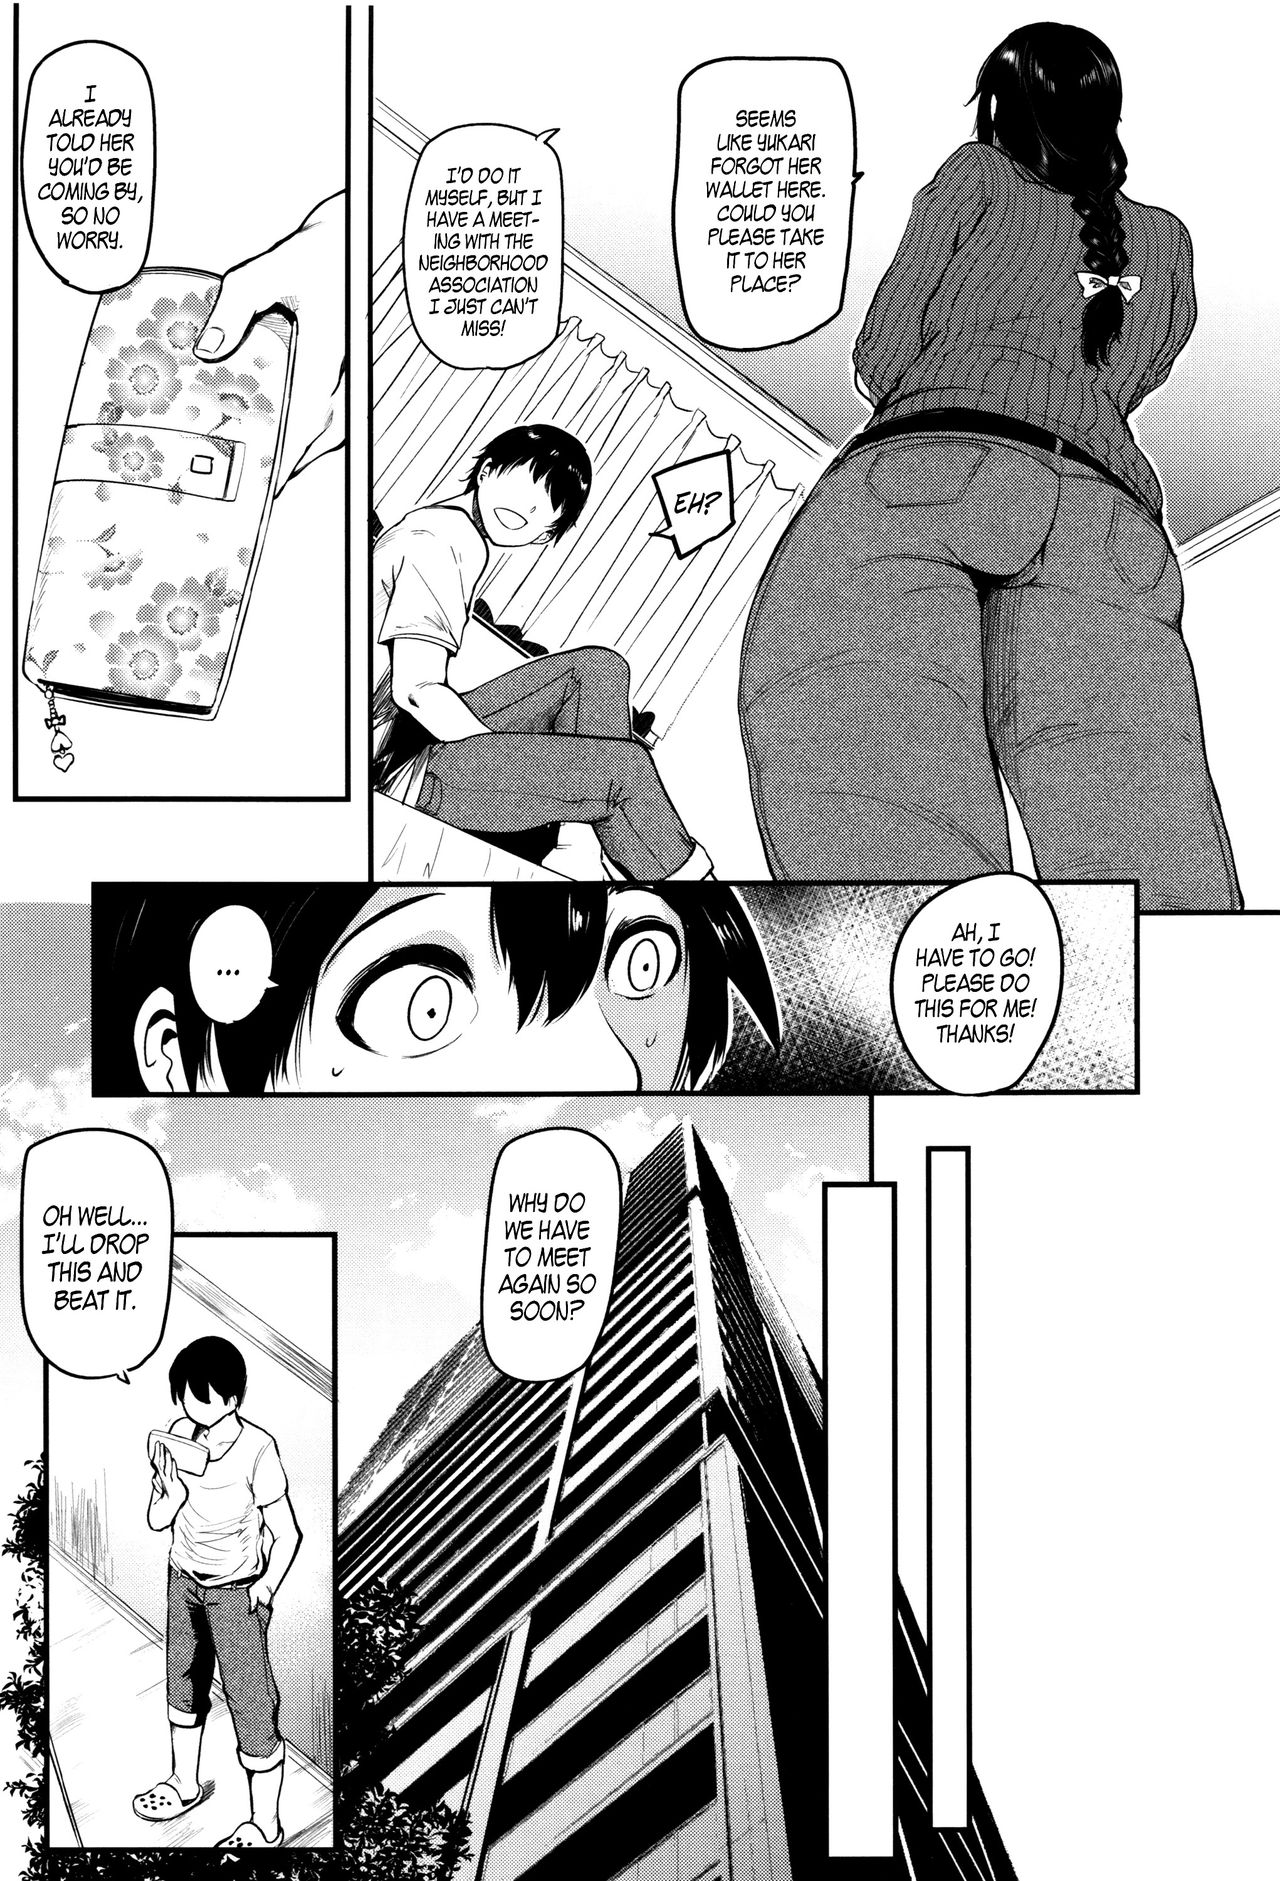 SEEMS
LIKE YUKARI
FORGOT HER
WALLET HERE.
COULD YOU
PLEASE TAKE
IT TO HER
PLACE?
EH?
I'D DO IT
MYSELF, BUT I
HAVE A MEET-
ING WITH THE
NEIGHBORHOOD
ASSOCIATION
I JUST CAN'T
MISS!
I
ALREADY
TOLD HER
YOU'D BE
COMING BY,
SO NO
WORRY.
AH, I
HAVE TO GO!
PLEASE DO
THIS FOR ME!
THANKS!
...
WHY DO
WE HAVE
TO MEET
AGAIN SO
SOON?
OH WELL...
I'LL DROP
THIS AND
BEAT IT.